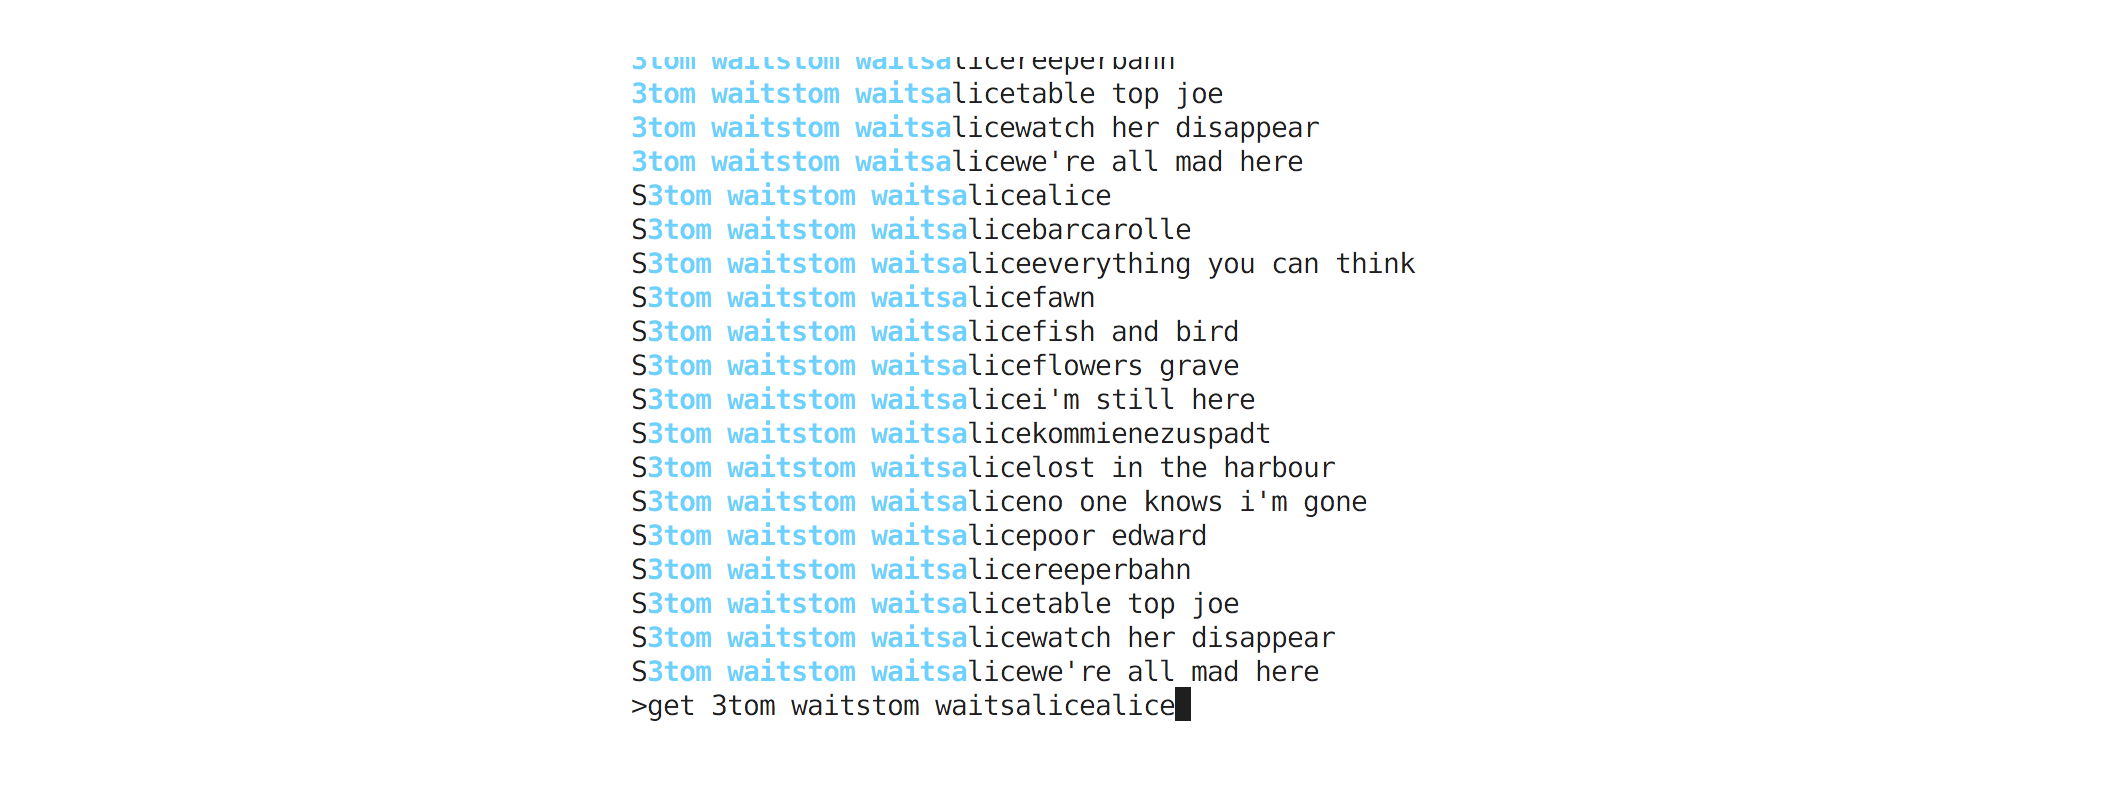 3tom waitstom waitsalicereeperbahn
3tom waitstom waitsalicetable top joe
3tom waitstom waitsalicewatch her disappear
3tom waitstom waitsalicewe're all mad here
S3tom waitstom waitsalicealice
S3tom waitstom waitsalicebarcarolle
S3tom waitstom waitsaliceeverything you can think
S3tom waitstom waitsalicefawn
S3tom waitstom waitsalicefish and bird
S3tom waitstom waitsaliceflowers grave
S3tom waitstom waitsalicei'm still here
S3tom waitstom waitsalicekommienezuspadt
S3tom waitstom waitsalicelost in the harbour
S3tom waitstom waitsaliceno one knows i'm gone
S3tom waitstom waitsalicepoor edward
S3tom waitstom waitsalicereeperbahn
S3tom waitstom waitsalicetable top joe
S3tom waitstom waitsalicewatch her disappear
S3tom waitstom waitsalicewe're all mad here
>get 3tom waitstom waitsalicealice